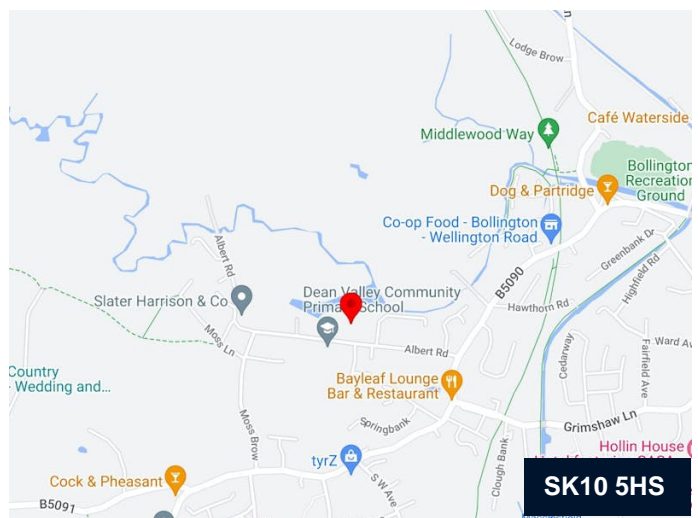 Lodge Brow
Café Waterside
Middlewood Way
Bollington
Recreation
Ground
Dog & Partridge
Co-op Food - Bollington
- Wellington Road
Albert Rd
Greenbank Dr
Highfield Rd
B5090
Dean Valley Community
Primary School
Slater Harrison & Co
Hawthorn Rd
Moss Ln
Albert Rd
Cedarway
Fairfield Ave
Ward Av
Country
- Wedding and...
Bayleaf Lounge
Bar & Restaurant
Moss Brow
Springbank
Grimshaw Ln
Clough Bank
Hollin House
tyrZ
S W Ave
Cock & Pheasant
B5091
SK10 5HS